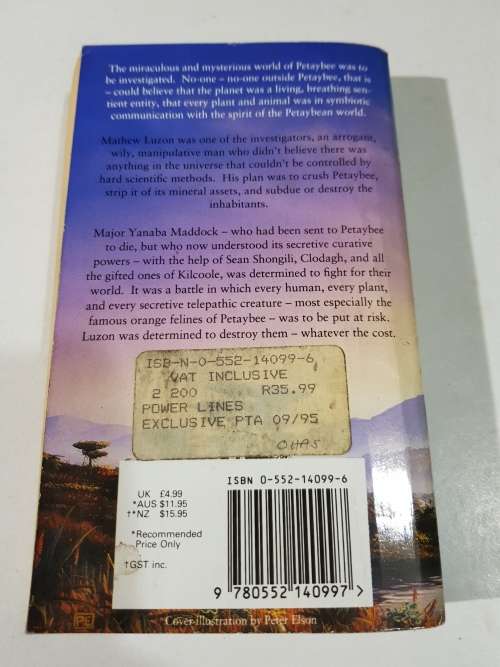 The miraculous and mysterious world of Petaybee was to
be investigated. No-one – no-one outside Petaybee, that is
– could believe that the planet was a living, breathing sen-
tient entity, that every plant and animal was in symbiotic
communication with the spirit of the Petaybean world.
Mathew Luzon was one of the investigators, an arrogant,
wily, manipulative man who didn't believe there was
anything in the universe that couldn't be controlled by
hard scientific methods. His plan was to crush Petaybee,
strip it of its mineral assets, and subdue or destroy the
inhabitants.
Major Yanaba Maddock – who had been sent to Petaybee
to die, but who now understood its secretive curative
powers – with the help of Sean Shongili, Clodagh, and all
the gifted ones of Kilcoole, was determined to fight for their
world. It was a battle in which every human, every plant,
and every secretive telepathic creature – most especially the
famous orange felines of Petaybee – was to be put at risk.
Luzon was determined to destroy them – whatever the cost.
ISB-N-0-552-14099-6
VAT INCLUSIVE
2 200 R35.99
POWER LINES
EXCLUSIVE PTA 09/95
ISBN 0-552-14099-6
UK £4.99
*AUS $11.95
†*NZ $15.95
*Recommended
Price Only
†GST inc.
9 780552 140997 >
PE
Cover illustration by Peter Elson